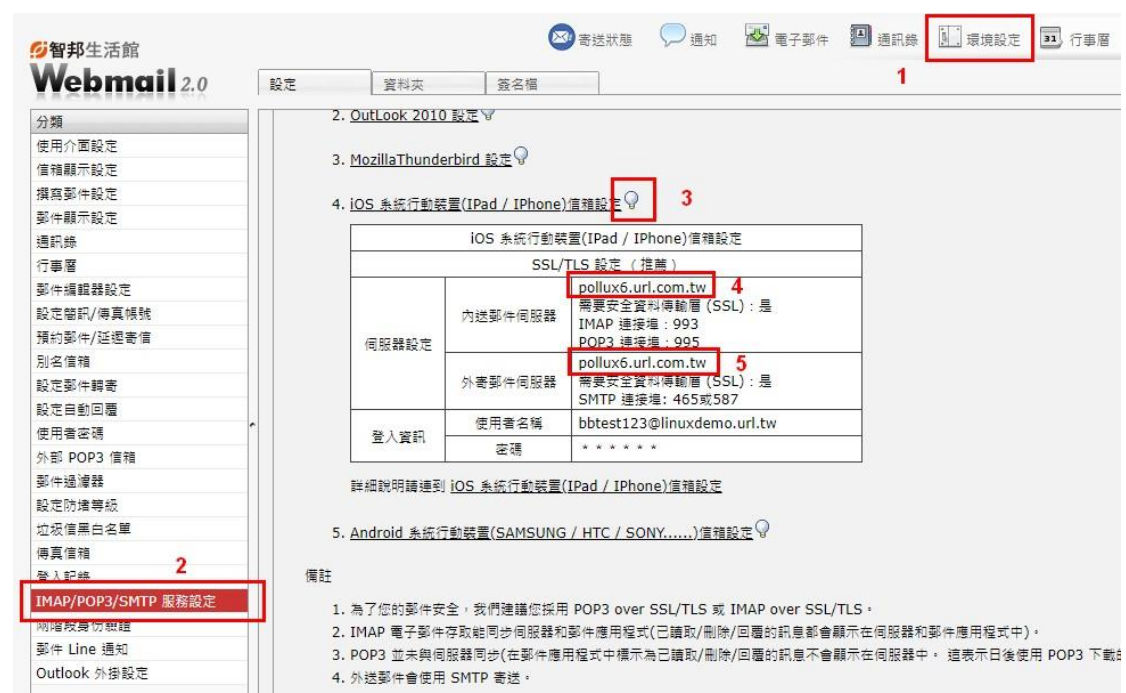 智邦生活館
Webmail 2.0
寄送狀態
通知
電子郵件
通訊錄
環境設定
31 行事曆
1
設定
資料夾
簽名檔
分類
使用介面設定
信箱顯示設定
撰寫郵件設定
郵件顯示設定
通訊錄
行事曆
郵件編輯器設定
設定簡訊/傳真帳號
預約郵件/延遲寄信
別名信箱
設定郵件轉寄
設定自動回覆
使用者密碼
外部 POP3 信箱
郵件過濾器
設定防堵等級
垃圾信黑白名單
傳真信箱
登入記錄
2
IMAP/POP3/SMTP 服務設定
兩階段身份驗證
郵件 Line 通知
Outlook 外掛設定
2. OutLook 2010 設定
3. MozillaThunderbird 設定
4. iOS 系統行動裝置(IPad / IPhone)信箱設定
3
iOS 系統行動裝置(IPad / IPhone)信箱設定
SSL/TLS 設定 （推薦）
伺服器設定
內送郵件伺服器
pollux6.url.com.tw
4
需要安全資料傳輸層 (SSL)：是
IMAP 連接埠：993
POP3 連接埠：995
外寄郵件伺服器
pollux6.url.com.tw
5
需要安全資料傳輸層 (SSL)：是
SMTP 連接埠: 465或587
登入資訊
使用者名稱
bbtest123@linuxdemo.url.tw
密碼
* * * * * *
詳細說明請連到 iOS 系統行動裝置(IPad / IPhone)信箱設定
5. Android 系統行動裝置(SAMSUNG / HTC / SONY......)信箱設定
備註
1. 為了您的郵件安全，我們建議您採用 POP3 over SSL/TLS 或 IMAP over SSL/TLS。
2. IMAP 電子郵件存取能同步伺服器和郵件應用程式(已讀取/刪除/回覆的訊息都會顯示在伺服器和郵件應用程式中)。
3. POP3 並未與伺服器同步(在郵件應用程式中標示為已讀取/刪除/回覆的訊息不會顯示在伺服器中。 這表示日後使用 POP3 下載
4. 外送郵件會使用 SMTP 寄送。